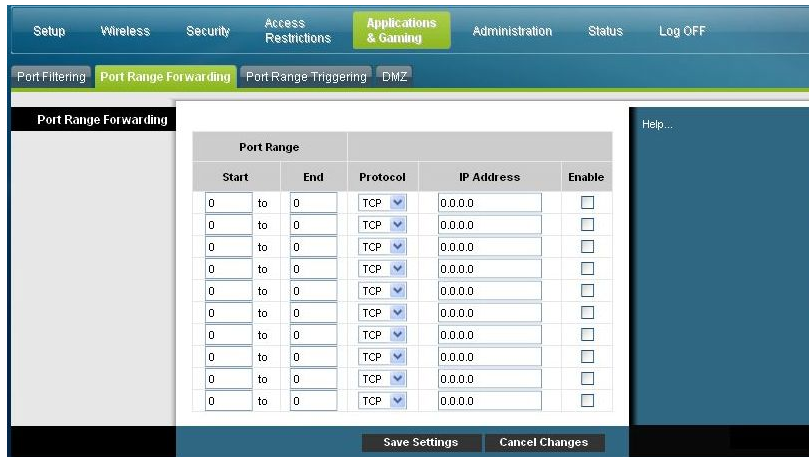 Setup Wireless Security Access Restrictions Applications & Gaming Administration Status Log OFF
Port Filtering Port Range Forwarding Port Range Triggering DMZ
Port Range Forwarding
Help...
Port Range
Start End Protocol IP Address Enable
0 to 0 TCP 0.0.0.0
0 to 0 TCP 0.0.0.0
0 to 0 TCP 0.0.0.0
0 to 0 TCP 0.0.0.0
0 to 0 TCP 0.0.0.0
0 to 0 TCP 0.0.0.0
0 to 0 TCP 0.0.0.0
0 to 0 TCP 0.0.0.0
0 to 0 TCP 0.0.0.0
0 to 0 TCP 0.0.0.0
Save Settings Cancel Changes